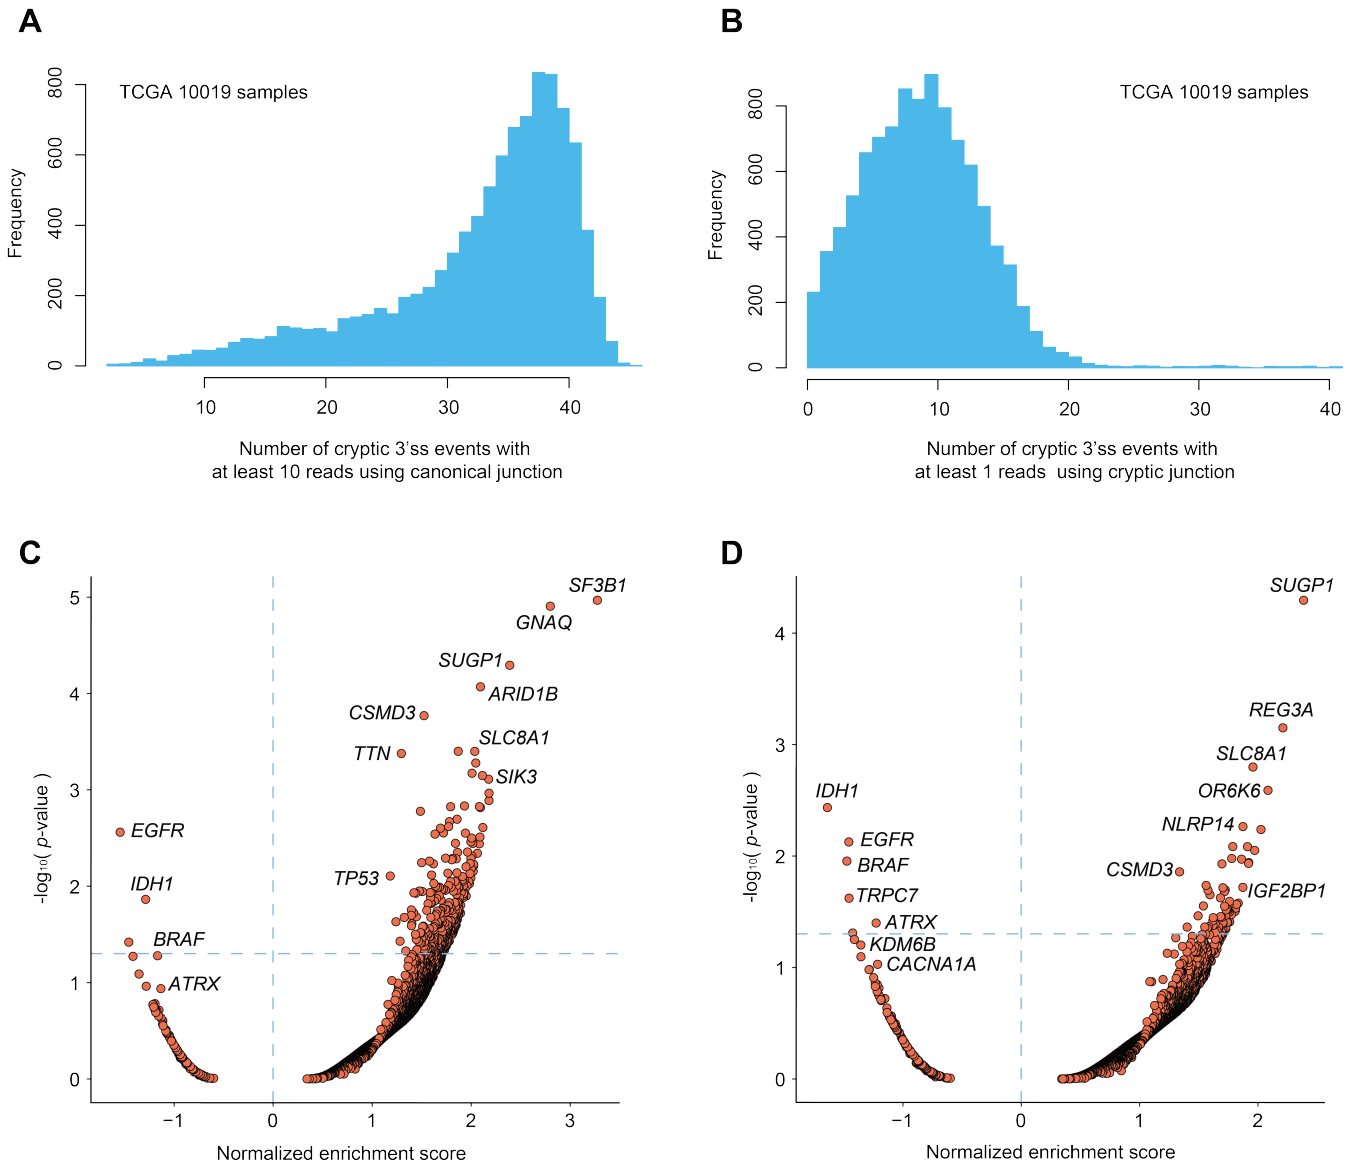 A
TCGA 10019 samples
Frequency
0
200
400
600
800
10
20
30
40
Number of cryptic 3'ss events with
at least 10 reads using canonical junction
B
TCGA 10019 samples
Frequency
0
200
400
600
800
0
10
20
30
40
Number of cryptic 3'ss events with
at least 1 reads  using cryptic junction
C
-log10( p-value )
5
4
3
2
1
0
SF3B1
GNAQ
SUGP1
ARID1B
CSMD3
SLC8A1
TTN
SIK3
EGFR
TP53
IDH1
BRAF
ATRX
−1
0
1
2
3
Normalized enrichment score
D
-log10( p-value )
4
3
2
1
0
SUGP1
REG3A
SLC8A1
OR6K6
IDH1
NLRP14
EGFR
BRAF
CSMD3
TRPC7
IGF2BP1
ATRX
KDM6B
CACNA1A
−1
0
1
2
Normalized enrichment score